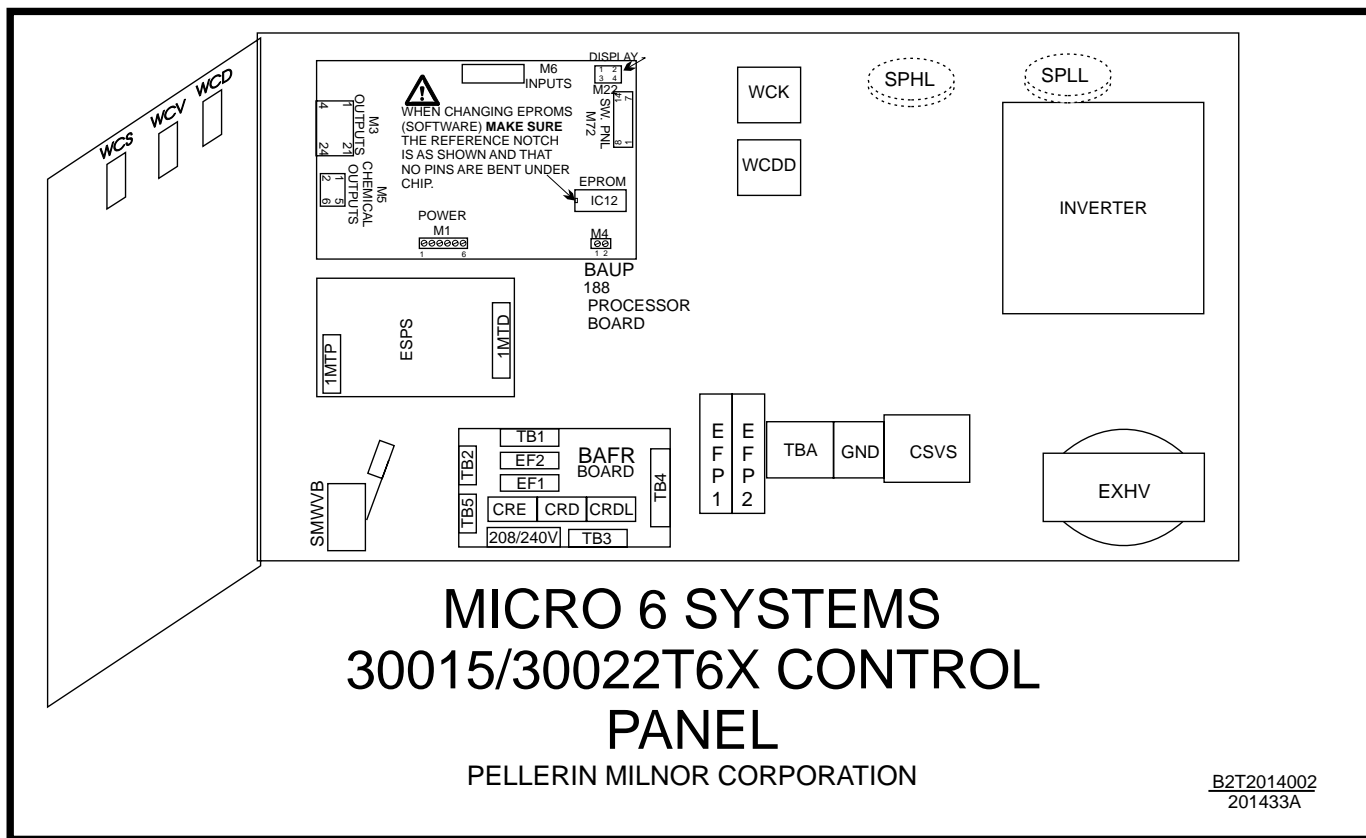 WCS
WCV
WCD
DISPLAY
1 2
3 4
M22
M6
INPUTS
WHEN CHANGING EPROMS
(SOFTWARE) MAKE SURE
THE REFERENCE NOTCH
IS AS SHOWN AND THAT
NO PINS ARE BENT UNDER
CHIP.
M3
OUTPUTS
4 1
24 21
M5
CHEMICAL
OUTPUTS
2 1
6 5
SW. PNL
M72
14 7
8 1
EPROM
IC12
POWER
M1
1 6
M4
1 2
BAUP
188
PROCESSOR
BOARD
WCK
WCDD
SPHL
SPLL
INVERTER
1MTP
ESPS
1MTD
SMWVB
TB1
TB2
EF2
EF1
BAFR
BOARD
TB4
TB5
CRE
CRD
CRDL
208/240V
TB3
EFP1
EFP2
TBA
GND
CSVS
EXHV
MICRO 6 SYSTEMS
30015/30022T6X CONTROL
PANEL
PELLERIN MILNOR CORPORATION
B2T2014002
201433A